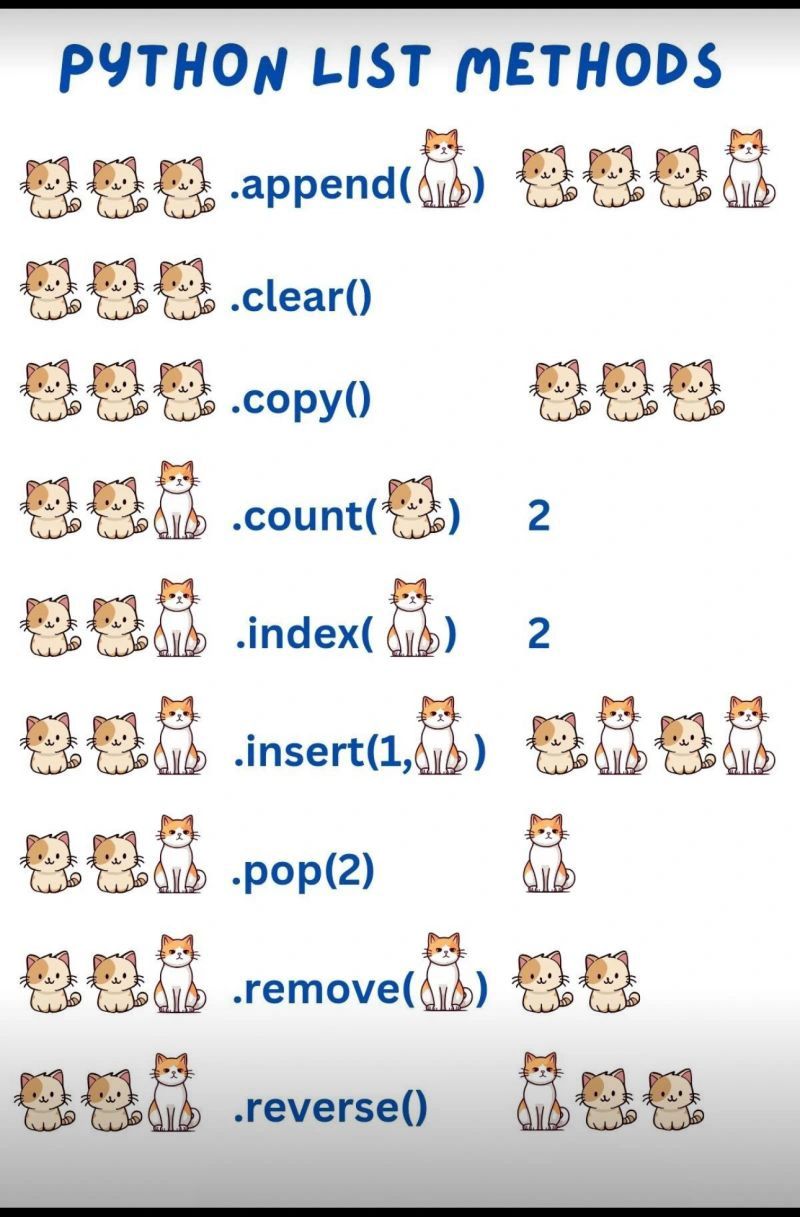 PYTHON LIST METHODS
.append( )
.clear()
.copy()
.count( ) 2
.index( ) 2
.insert(1, )
.pop(2)
.remove( )
.reverse()